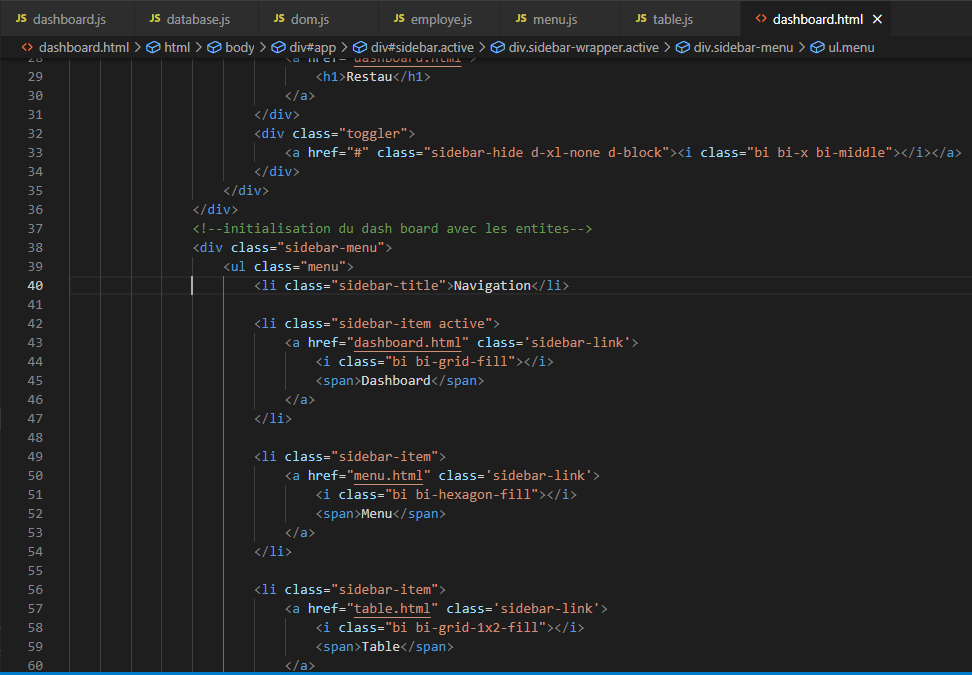 JS dashboard.js JS database.js JS dom.js JS employe.js JS menu.js JS table.js <> dashboard.html ×
<> dashboard.html > html > body > div#app > div#sidebar.active > div.sidebar-wrapper.active > div.sidebar-menu > ul.menu
28 <a href="dashboard.html">
29 <h1>Restau</h1>
30 </a>
31 </div>
32 <div class="toggler">
33 <a href="#" class="sidebar-hide d-xl-none d-block"><i class="bi bi-x bi-middle"></i></a>
34 </div>
35 </div>
36 </div>
37 <!--initialisation du dash board avec les entites-->
38 <div class="sidebar-menu">
39 <ul class="menu">
40 <li class="sidebar-title">Navigation</li>
41
42 <li class="sidebar-item active">
43 <a href="dashboard.html" class='sidebar-link'>
44 <i class="bi bi-grid-fill"></i>
45 <span>Dashboard</span>
46 </a>
47 </li>
48
49 <li class="sidebar-item">
50 <a href="menu.html" class='sidebar-link'>
51 <i class="bi bi-hexagon-fill"></i>
52 <span>Menu</span>
53 </a>
54 </li>
55
56 <li class="sidebar-item">
57 <a href="table.html" class='sidebar-link'>
58 <i class="bi bi-grid-1x2-fill"></i>
59 <span>Table</span>
60 </a>